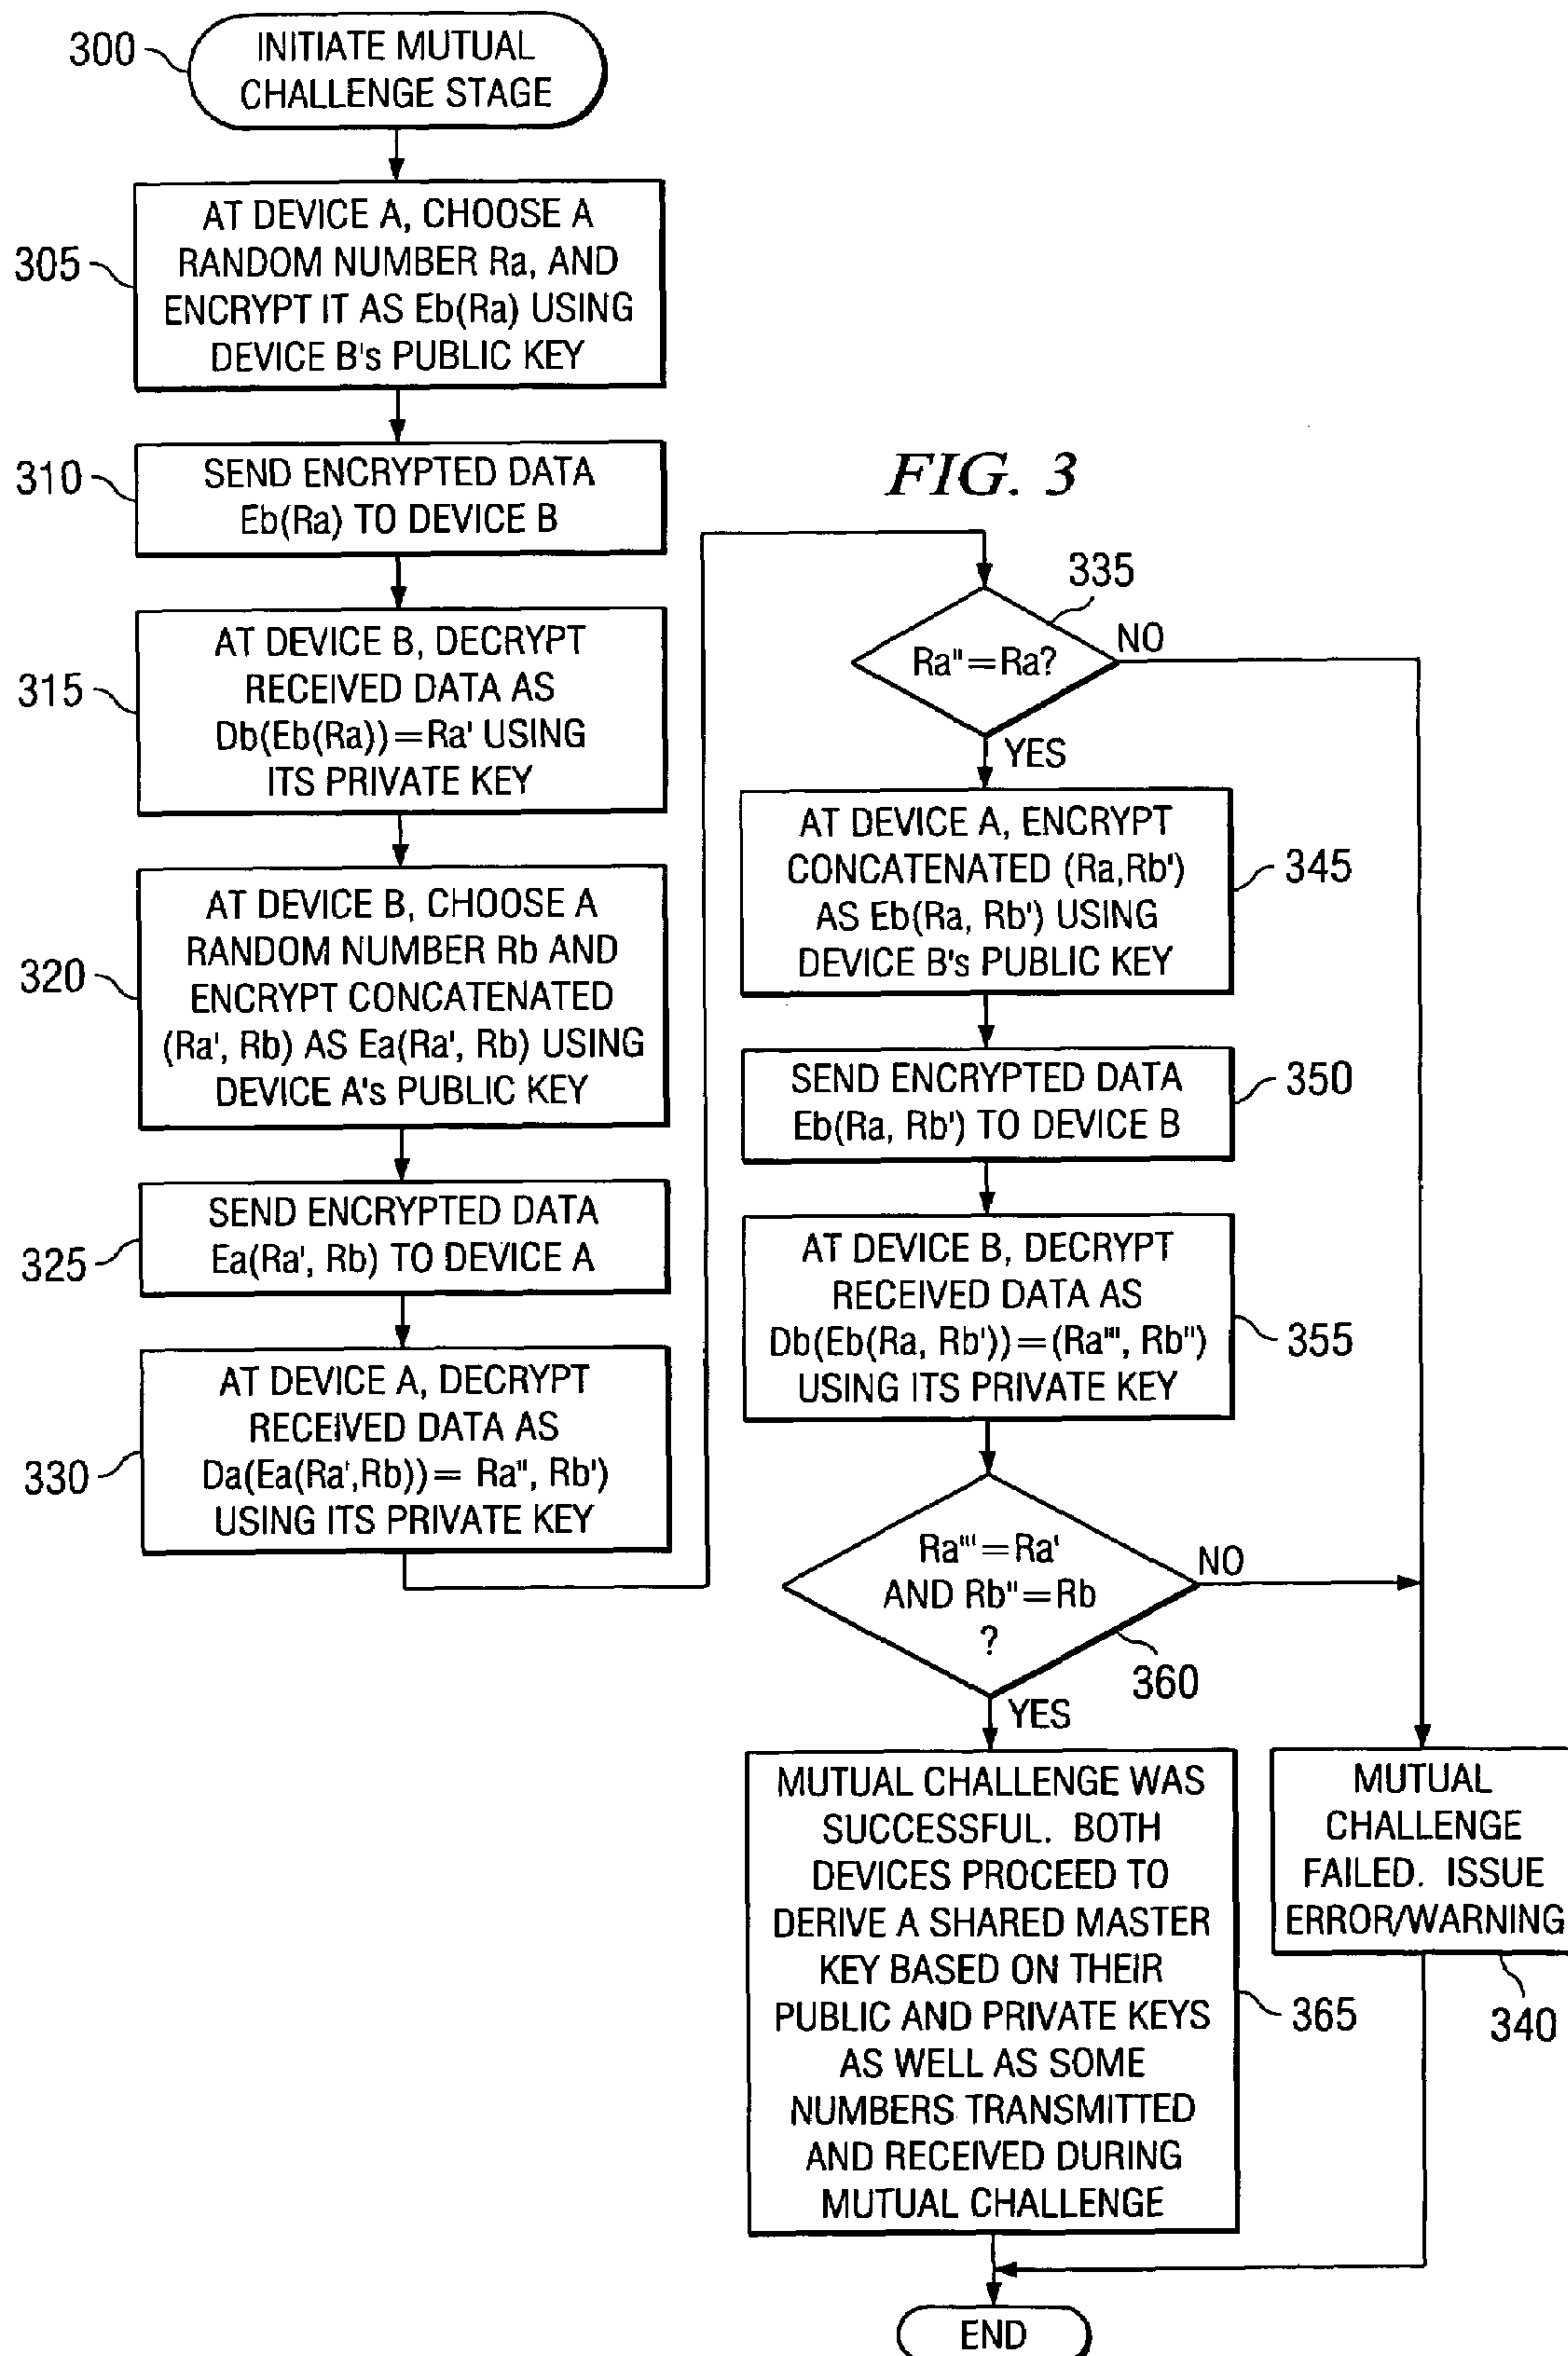 300
INITIATE MUTUAL
CHALLENGE STAGE
305
AT DEVICE A, CHOOSE A
RANDOM NUMBER Ra, AND
ENCRYPT IT AS Eb(Ra) USING
DEVICE B's PUBLIC KEY
310
SEND ENCRYPTED DATA
Eb(Ra) TO DEVICE B
315
AT DEVICE B, DECRYPT
RECEIVED DATA AS
Db(Eb(Ra))=Ra' USING
ITS PRIVATE KEY
320
AT DEVICE B, CHOOSE A
RANDOM NUMBER Rb AND
ENCRYPT CONCATENATED
(Ra', Rb) AS Ea(Ra', Rb) USING
DEVICE A's PUBLIC KEY
325
SEND ENCRYPTED DATA
Ea(Ra', Rb) TO DEVICE A
330
AT DEVICE A, DECRYPT
RECEIVED DATA AS
Da(Ea(Ra',Rb))= Ra", Rb')
USING ITS PRIVATE KEY
FIG. 3
335
Ra"=Ra?
NO
YES
AT DEVICE A, ENCRYPT
CONCATENATED (Ra,Rb')
AS Eb(Ra, Rb') USING
DEVICE B's PUBLIC KEY
345
SEND ENCRYPTED DATA
Eb(Ra, Rb') TO DEVICE B
350
AT DEVICE B, DECRYPT
RECEIVED DATA AS
Db(Eb(Ra, Rb'))=(Ra"', Rb")
USING ITS PRIVATE KEY
355
Ra"'=Ra'
AND Rb"=Rb
?
NO
360
YES
MUTUAL CHALLENGE WAS
SUCCESSFUL. BOTH
DEVICES PROCEED TO
DERIVE A SHARED MASTER
KEY BASED ON THEIR
PUBLIC AND PRIVATE KEYS
AS WELL AS SOME
NUMBERS TRANSMITTED
AND RECEIVED DURING
MUTUAL CHALLENGE
365
MUTUAL
CHALLENGE
FAILED. ISSUE
ERROR/WARNING
340
END